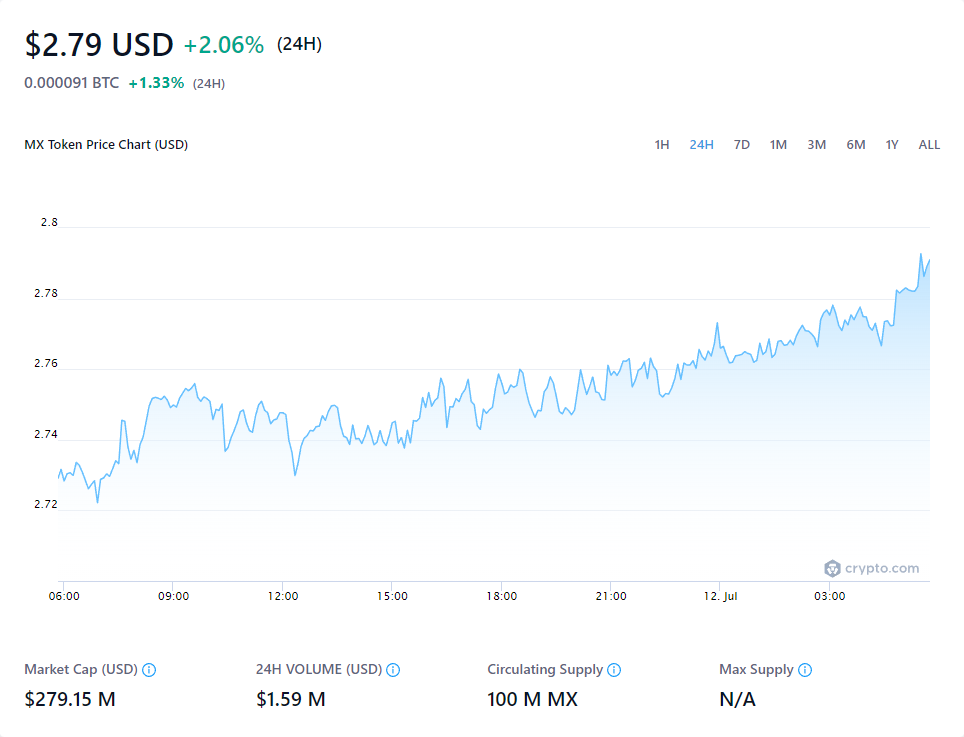 $2.79 USD +2.06% (24H)
0.000091 BTC +1.33% (24H)
MX Token Price Chart (USD) 1H 24H 7D 1M 3M 6M 1Y ALL
2.8
2.78
2.76
2.74
2.72
crypto.com
06:00 09:00 12:00 15:00 18:00 21:00 12. Jul 03:00
Market Cap (USD) 24H VOLUME (USD) Circulating Supply Max Supply
$279.15 M $1.59 M 100 M MX N/A